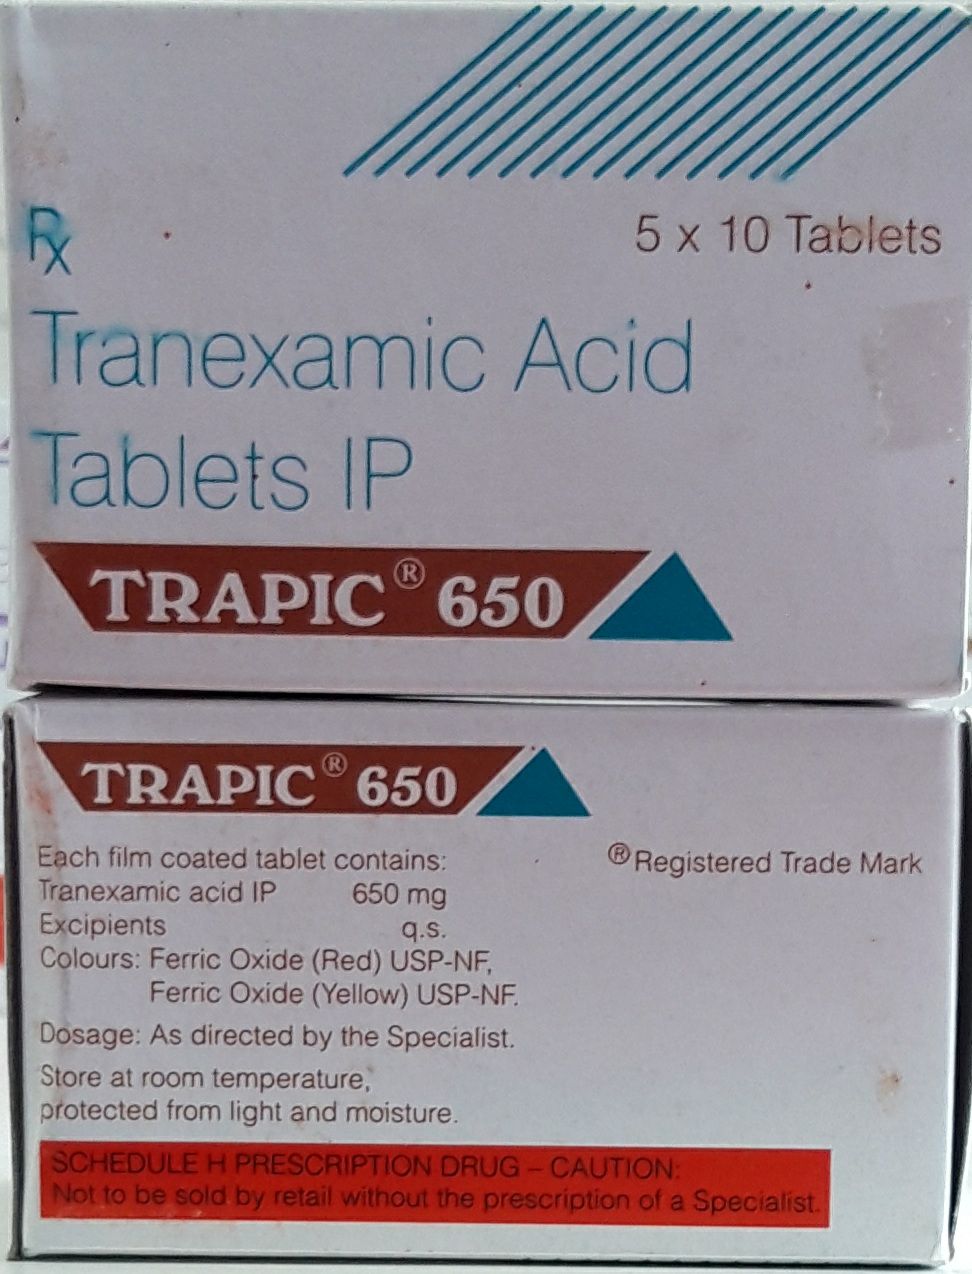 Rx
5 x 10 Tablets
Tranexamic Acid
Tablets IP
TRAPIC® 650
TRAPIC® 650
Each film coated tablet contains:
® Registered Trade Mark
Tranexamic acid IP 650 mg
Excipients q.s.
Colours: Ferric Oxide (Red) USP-NF,
Ferric Oxide (Yellow) USP-NF.
Dosage: As directed by the Specialist.
Store at room temperature,
protected from light and moisture.
SCHEDULE H PRESCRIPTION DRUG – CAUTION:
Not to be sold by retail without the prescription of a Specialist.